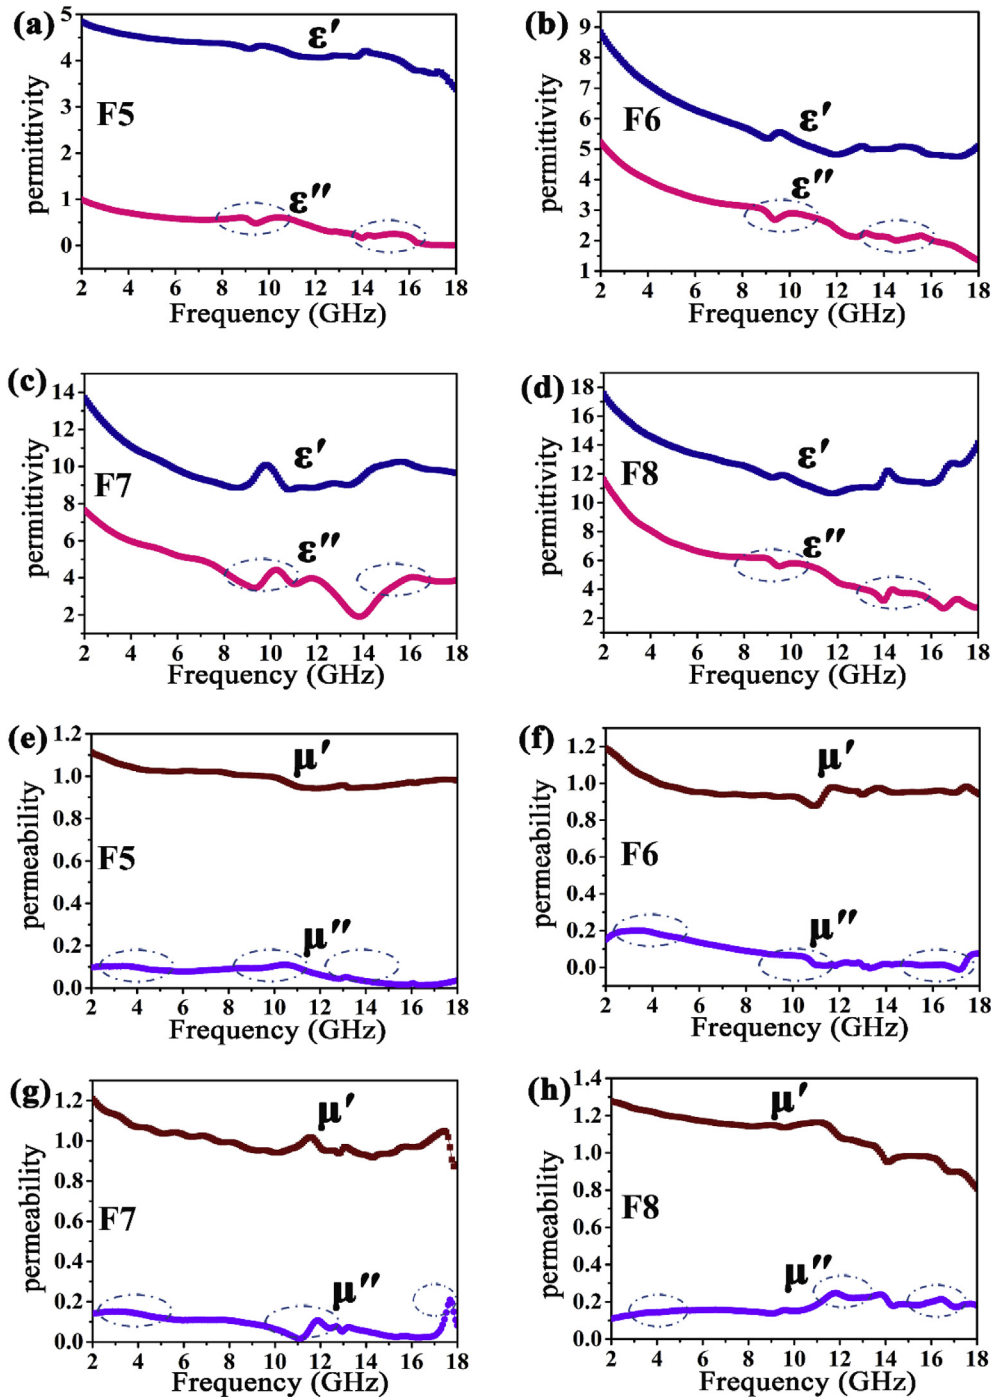 (a)
5
4
3
2
1
0
permittivity
F5
ε′
ε″
2 4 6 8 10 12 14 16 18
Frequency (GHz)
(b)
9
8
7
6
5
4
3
2
1
permittivity
F6
ε′
ε″
2 4 6 8 10 12 14 16 18
Frequency (GHz)
(c)
14
12
10
8
6
4
2
permittivity
F7
ε′
ε″
2 4 6 8 10 12 14 16 18
Frequency (GHz)
(d)
18
16
14
12
10
8
6
4
2
permittivity
F8
ε′
ε″
2 4 6 8 10 12 14 16 18
Frequency (GHz)
(e)
1.2
1.0
0.8
0.6
0.4
0.2
0.0
permeability
F5
μ′
μ″
2 4 6 8 10 12 14 16 18
Frequency (GHz)
(f)
1.2
1.0
0.8
0.6
0.4
0.2
0.0
permeability
F6
μ′
μ″
2 4 6 8 10 12 14 16 18
Frequency (GHz)
(g)
1.2
1.0
0.8
0.6
0.4
0.2
0.0
permeability
F7
μ′
μ″
2 4 6 8 10 12 14 16 18
Frequency (GHz)
(h)
1.4
1.2
1.0
0.8
0.6
0.4
0.2
0.0
permeability
F8
μ′
μ″
2 4 6 8 10 12 14 16 18
Frequency (GHz)